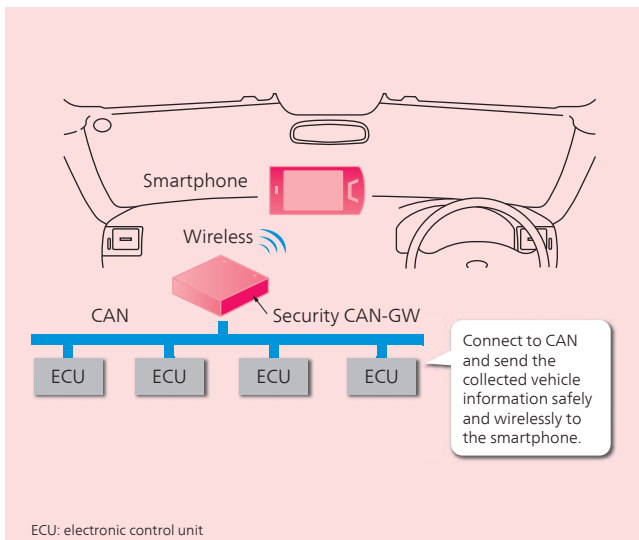 Smartphone
Wireless
CAN
Security CAN-GW
ECU
ECU
ECU
ECU
Connect to CAN
and send the
collected vehicle
information safely
and wirelessly to
the smartphone.
ECU: electronic control unit